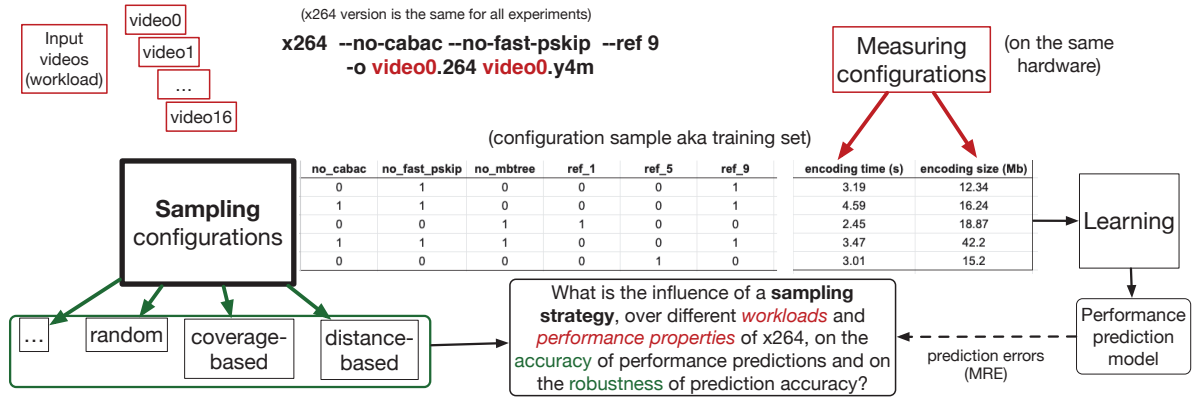 (x264 version is the same for all experiments)
Input
videos
(workload)
video0
video1
...
video16
x264 --no-cabac --no-fast-pskip --ref 9
-o video0.264 video0.y4m
Measuring
configurations
(on the same
hardware)
(configuration sample aka training set)
Sampling
configurations
no_cabac no_fast_pskip no_mbtree ref_1 ref_5 ref_9 encoding time (s) encoding size (Mb)
0 1 0 0 0 1 3.19 12.34
1 1 0 0 0 1 4.59 16.24
0 0 1 1 0 0 2.45 18.87
1 1 1 0 0 1 3.47 42.2
0 0 0 0 1 0 3.01 15.2
Learning
... 
random
coverage-
based
distance-
based
What is the influence of a sampling
strategy, over different workloads and
performance properties of x264, on the
accuracy of performance predictions and on
the robustness of prediction accuracy?
prediction errors
(MRE)
Performance
prediction
model